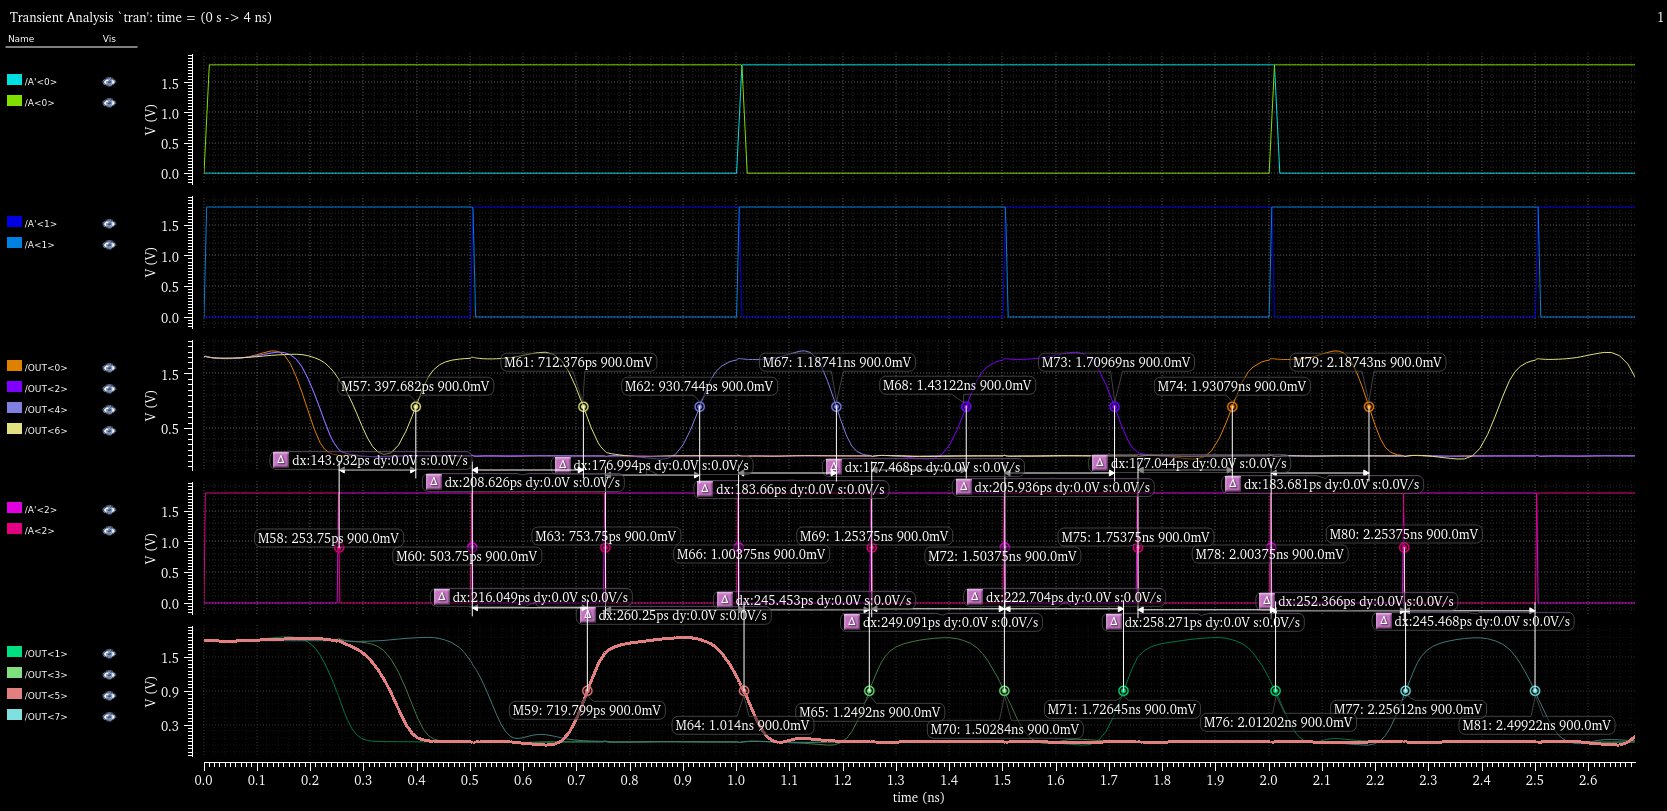 Transient Analysis `tran': time = (0 s -> 4 ns)
1
Name Vis
/A'<0>
/A<0>
V (V)
1.5
1.0
0.5
0.0
/A'<1>
/A<1>
V (V)
1.5
1.0
0.5
0.0
/OUT<0>
/OUT<2>
/OUT<4>
/OUT<6>
V (V)
1.5
0.5
M61: 712.376ps 900.0mV
M67: 1.18741ns 900.0mV
M73: 1.70969ns 900.0mV
M79: 2.18743ns 900.0mV
M57: 397.682ps 900.0mV
M62: 930.744ps 900.0mV
M68: 1.43122ns 900.0mV
M74: 1.93079ns 900.0mV
Δ dx:143.932ps dy:0.0V s:0.0V/s
Δ dx:176.994ps dy:0.0V s:0.0V/s
Δ dx:177.468ps dy:0.0V s:0.0V/s
Δ dx:177.044ps dy:0.0V s:0.0V/s
Δ dx:208.626ps dy:0.0V s:0.0V/s
Δ dx:183.66ps dy:0.0V s:0.0V/s
Δ dx:205.936ps dy:0.0V s:0.0V/s
Δ dx:183.681ps dy:0.0V s:0.0V/s
/A'<2>
/A<2>
V (V)
1.5
1.0
0.5
0.0
M58: 253.75ps 900.0mV
M63: 753.75ps 900.0mV
M69: 1.25375ns 900.0mV
M75: 1.75375ns 900.0mV
M80: 2.25375ns 900.0mV
M60: 503.75ps 900.0mV
M66: 1.00375ns 900.0mV
M72: 1.50375ns 900.0mV
M78: 2.00375ns 900.0mV
Δ dx:216.049ps dy:0.0V s:0.0V/s
Δ dx:245.453ps dy:0.0V s:0.0V/s
Δ dx:222.704ps dy:0.0V s:0.0V/s
Δ dx:252.366ps dy:0.0V s:0.0V/s
Δ dx:260.25ps dy:0.0V s:0.0V/s
Δ dx:249.091ps dy:0.0V s:0.0V/s
Δ dx:258.271ps dy:0.0V s:0.0V/s
Δ dx:245.468ps dy:0.0V s:0.0V/s
/OUT<1>
/OUT<3>
/OUT<5>
/OUT<7>
V (V)
1.5
0.9
0.3
M59: 719.799ps 900.0mV
M65: 1.2492ns 900.0mV
M71: 1.72645ns 900.0mV
M77: 2.25612ns 900.0mV
M64: 1.014ns 900.0mV
M70: 1.50284ns 900.0mV
M76: 2.01202ns 900.0mV
M81: 2.49922ns 900.0mV
0.0 0.1 0.2 0.3 0.4 0.5 0.6 0.7 0.8 0.9 1.0 1.1 1.2 1.3 1.4 1.5 1.6 1.7 1.8 1.9 2.0 2.1 2.2 2.3 2.4 2.5 2.6
time (ns)